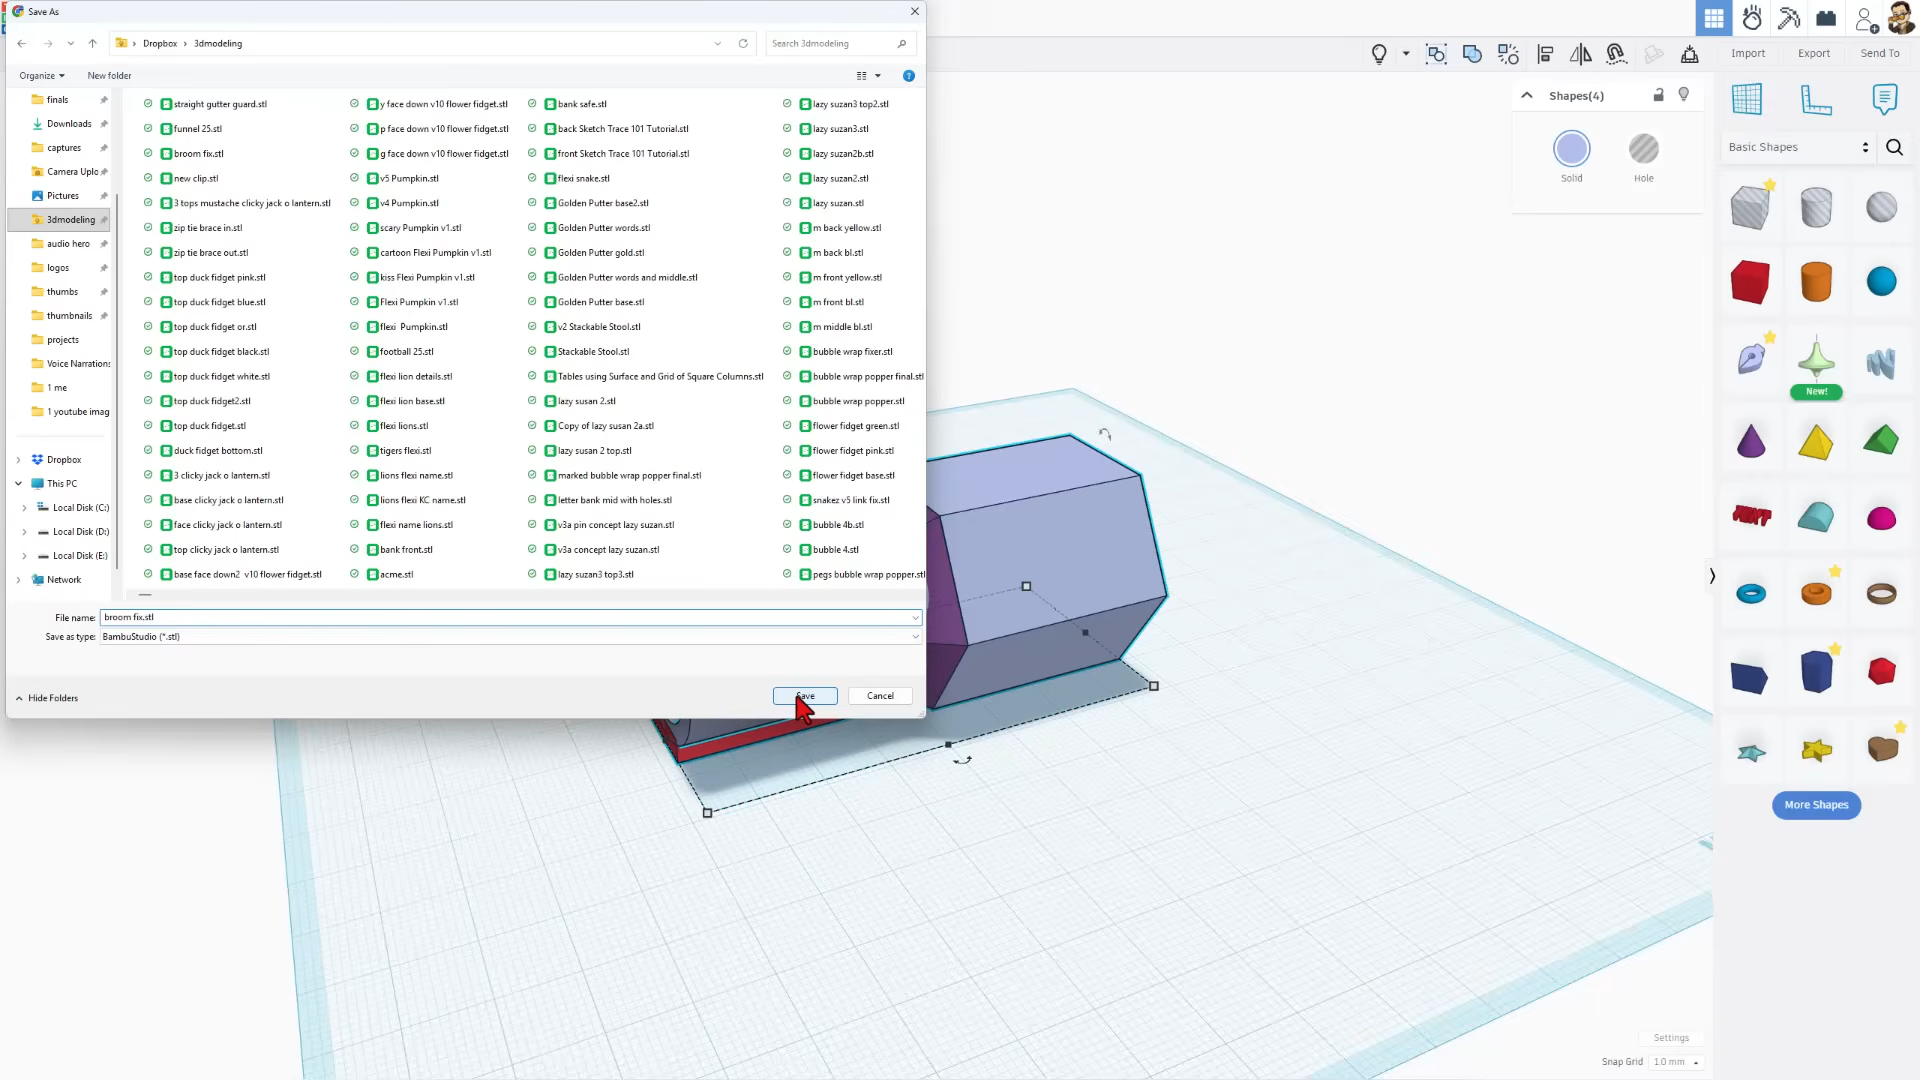 Save As
Dropbox › 3dmodeling
Search 3dmodeling
Organize
New folder
finals
Downloads
captures
Camera Uplo
Pictures
3dmodeling
audio hero
logos
thumbs
thumbnails
projects
Voice Narrations
1 me
1 youtube imag
Dropbox
This PC
Local Disk (C:)
Local Disk (D:)
Local Disk (E:)
Network
straight gutter guard.stl
funnel 25.stl
broom fix.stl
new clip.stl
3 tops mustache clicky jack o lantern.stl
zip tie brace in.stl
zip tie brace out.stl
top duck fidget pink.stl
top duck fidget blue.stl
top duck fidget or.stl
top duck fidget black.stl
top duck fidget white.stl
top duck fidget2.stl
top duck fidget.stl
duck fidget bottom.stl
3 clicky jack o lantern.stl
base clicky jack o lantern.stl
face clicky jack o lantern.stl
top clicky jack o lantern.stl
base face down2 v10 flower fidget.stl
y face down v10 flower fidget.stl
p face down v10 flower fidget.stl
g face down v10 flower fidget.stl
v5 Pumpkin.stl
v4 Pumpkin.stl
scary Pumpkin v1.stl
cartoon Flexi Pumpkin v1.stl
kiss Flexi Pumpkin v1.stl
Flexi Pumpkin v1.stl
flexi Pumpkin.stl
football 25.stl
flexi lion details.stl
flexi lion base.stl
flexi lions.stl
tigers flexi.stl
lions flexi name.stl
lions flexi KC name.stl
flexi name lions.stl
bank front.stl
acme.stl
bank safe.stl
back Sketch Trace 101 Tutorial.stl
front Sketch Trace 101 Tutorial.stl
flexi snake.stl
Golden Putter base2.stl
Golden Putter words.stl
Golden Putter gold.stl
Golden Putter words and middle.stl
Golden Putter base.stl
v2 Stackable Stool.stl
Stackable Stool.stl
Tables using Surface and Grid of Square Columns.stl
lazy susan 2.stl
Copy of lazy susan 2a.stl
lazy susan 2 top.stl
marked bubble wrap popper final.stl
letter bank mid with holes.stl
v3a pin concept lazy suzan.stl
v3a concept lazy suzan.stl
lazy suzan3 top3.stl
lazy suzan3 top2.stl
lazy suzan3.stl
lazy suzan2b.stl
lazy suzan2.stl
lazy suzan.stl
m back yellow.stl
m back bl.stl
m front yellow.stl
m front bl.stl
m middle bl.stl
bubble wrap fixer.stl
bubble wrap popper final.stl
bubble wrap popper.stl
flower fidget green.stl
flower fidget pink.stl
flower fidget base.stl
snakez v5 link fix.stl
bubble 4b.stl
bubble 4.stl
pegs bubble wrap popper.stl
File name: broom fix.stl
Save as type: BambuStudio (*.stl)
Hide Folders
Save
Cancel
Import
Export
Send To
Shapes(4)
Solid
Hole
Basic Shapes
New!
More Shapes
Settings
Snap Grid 1.0 mm